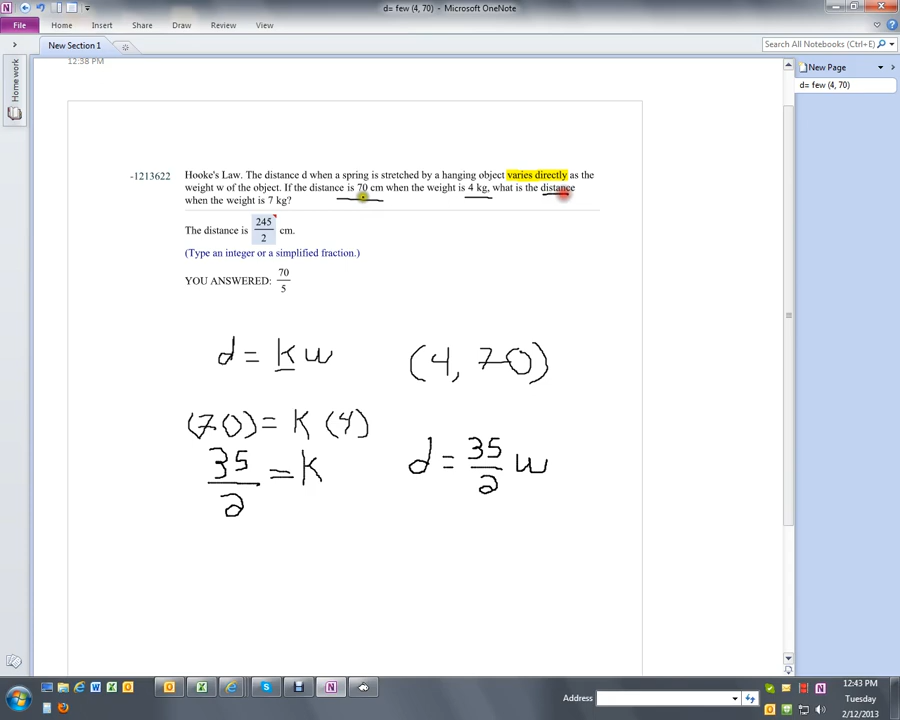 d= few (4, 70) - Microsoft OneNote
File Home Insert Share Draw Review View
New Section 1
Search All Notebooks (Ctrl+E)
New Page
d= few (4, 70)
Homework
12:38 PM
-1213622
Hooke's Law. The distance d when a spring is stretched by a hanging object varies directly as the
weight w of the object. If the distance is 70 cm when the weight is 4 kg, what is the distance
when the weight is 7 kg?
The distance is 245/2 cm.
(Type an integer or a simplified fraction.)
YOU ANSWERED: 70/5
d = k w
(4, 70)
(70) = K (4)
35/2 = K
d = 35/2 w
Address
12:43 PM
Tuesday
2/12/2013